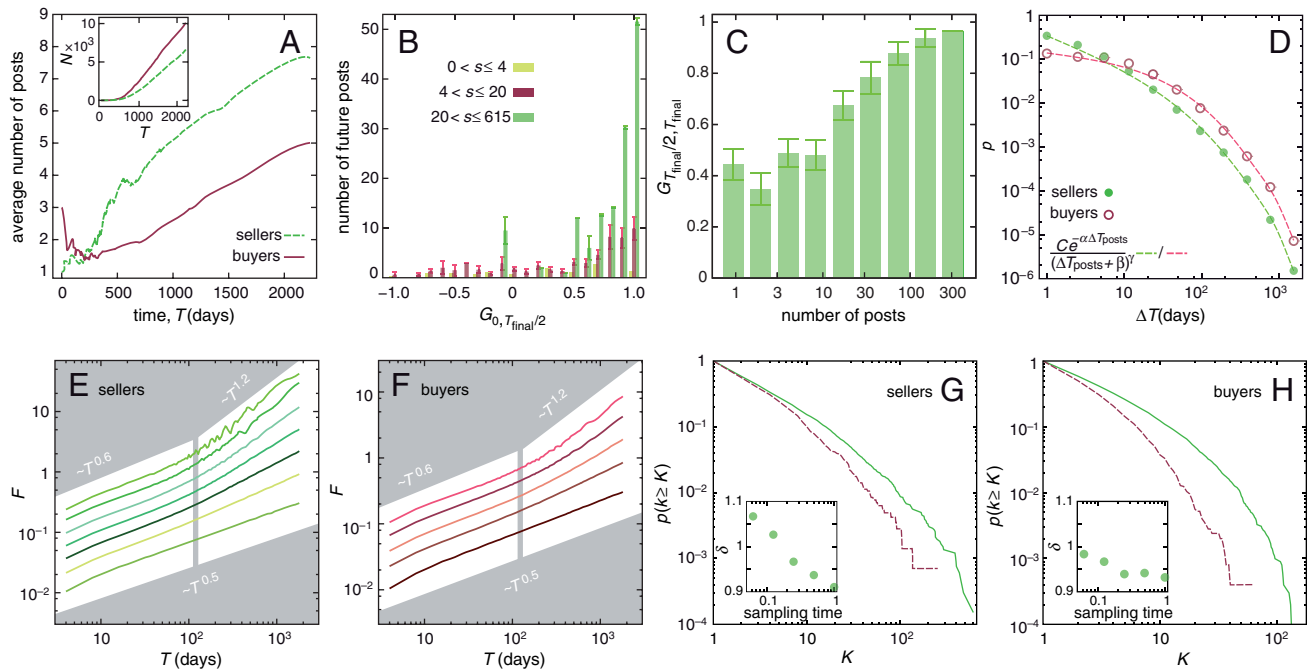 A
average number of posts
9
8
7
6
5
4
3
2
1
N×10³
10
5
0
0 1000 2000
T
sellers
buyers
0 500 1000 1500 2000
time, T(days)
B
number of future posts
50
40
30
20
10
0
0 < s ≤ 4
4 < s ≤ 20
20 < s ≤ 615
−1.0 −0.5 0 0.5 1.0
G0, Tfinal/2
C
GTfinal/2, Tfinal
1
0.8
0.6
0.4
0.2
0
1 3 10 30 100 300
number of posts
D
p
10⁰
10⁻¹
10⁻²
10⁻³
10⁻⁴
10⁻⁵
10⁻⁶
sellers
buyers
Ce^−αΔTposts / (ΔTposts + β)^γ
/
1 10 10² 10³
ΔT(days)
E sellers
F
10
1
10⁻¹
10⁻²
~T^0.6
~T^1.2
~T^0.5
10 10² 10³
T (days)
F buyers
F
10
1
10⁻¹
10⁻²
~T^0.6
~T^1.2
~T^0.5
10 10² 10³
T (days)
sellers G
p(k≥ K)
10⁰
10⁻¹
10⁻²
10⁻³
10⁻⁴
1.1
1
0.9
δ
0.1 1
sampling time
1 10 10²
K
buyers H
p(k≥ K)
10⁰
10⁻¹
10⁻²
10⁻³
10⁻⁴
1.1
1
0.9
δ
0.1 1
sampling time
1 10 10²
K